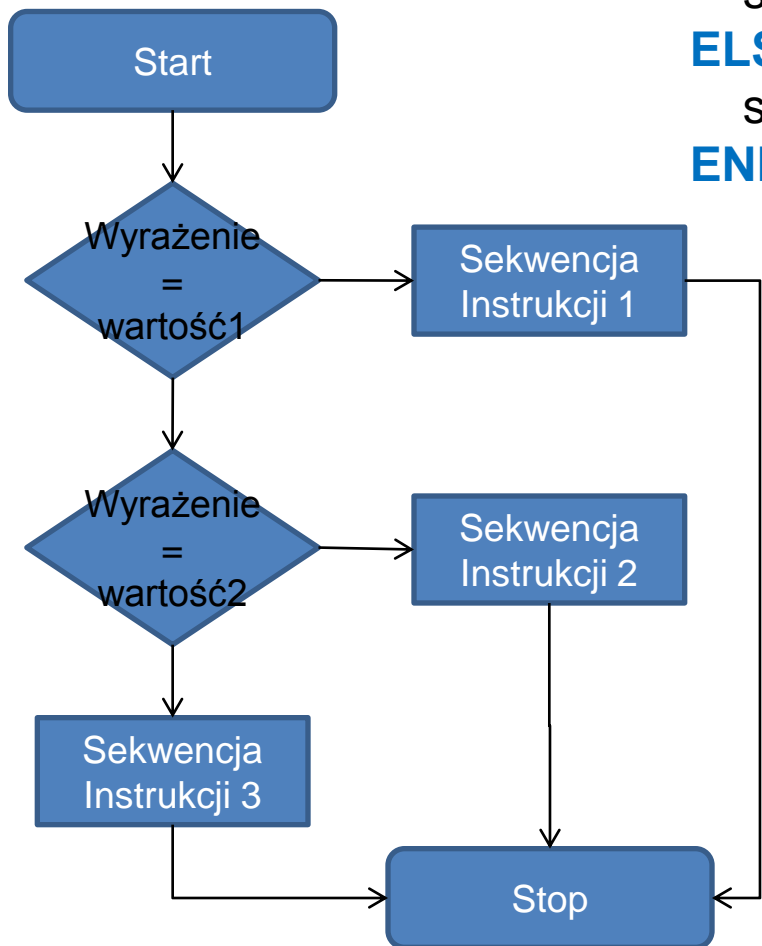 Start
Wyrażenie
=
wartość1
Sekwencja
Instrukcji 1
Wyrażenie
=
wartość2
Sekwencja
Instrukcji 2
Sekwencja
Instrukcji 3
Stop